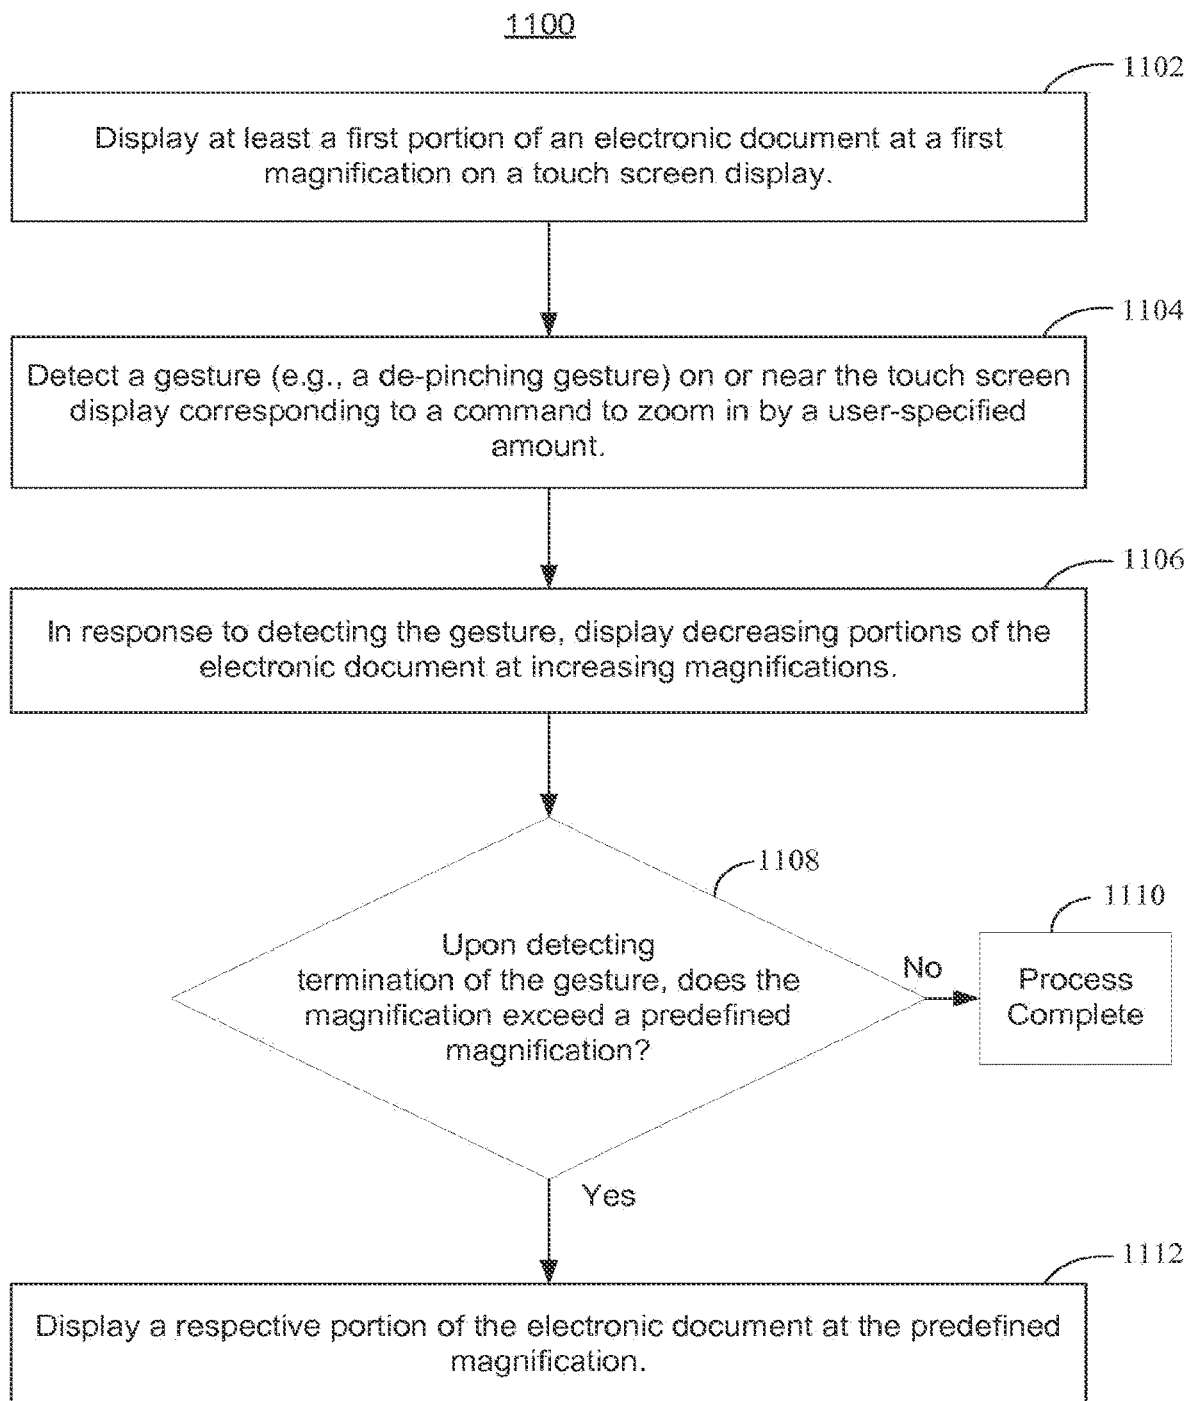 1100
1102
Display at least a first portion of an electronic document at a first
magnification on a touch screen display.
1104
Detect a gesture (e.g., a de-pinching gesture) on or near the touch screen
display corresponding to a command to zoom in by a user-specified
amount.
1106
In response to detecting the gesture, display decreasing portions of the
electronic document at increasing magnifications.
1108
Upon detecting
termination of the gesture, does the
magnification exceed a predefined
magnification?
No
1110
Process
Complete
Yes
1112
Display a respective portion of the electronic document at the predefined
magnification.